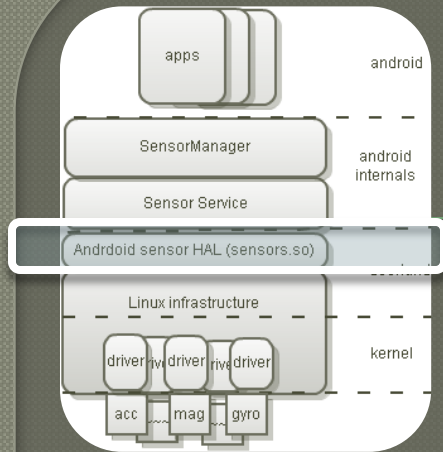 apps
android
SensorManager
android
internals
Sensor Service
Andrdoid sensor HAL (sensors.so)
Linux infrastructure
driver
driver
driver
kernel
acc
mag
gyro